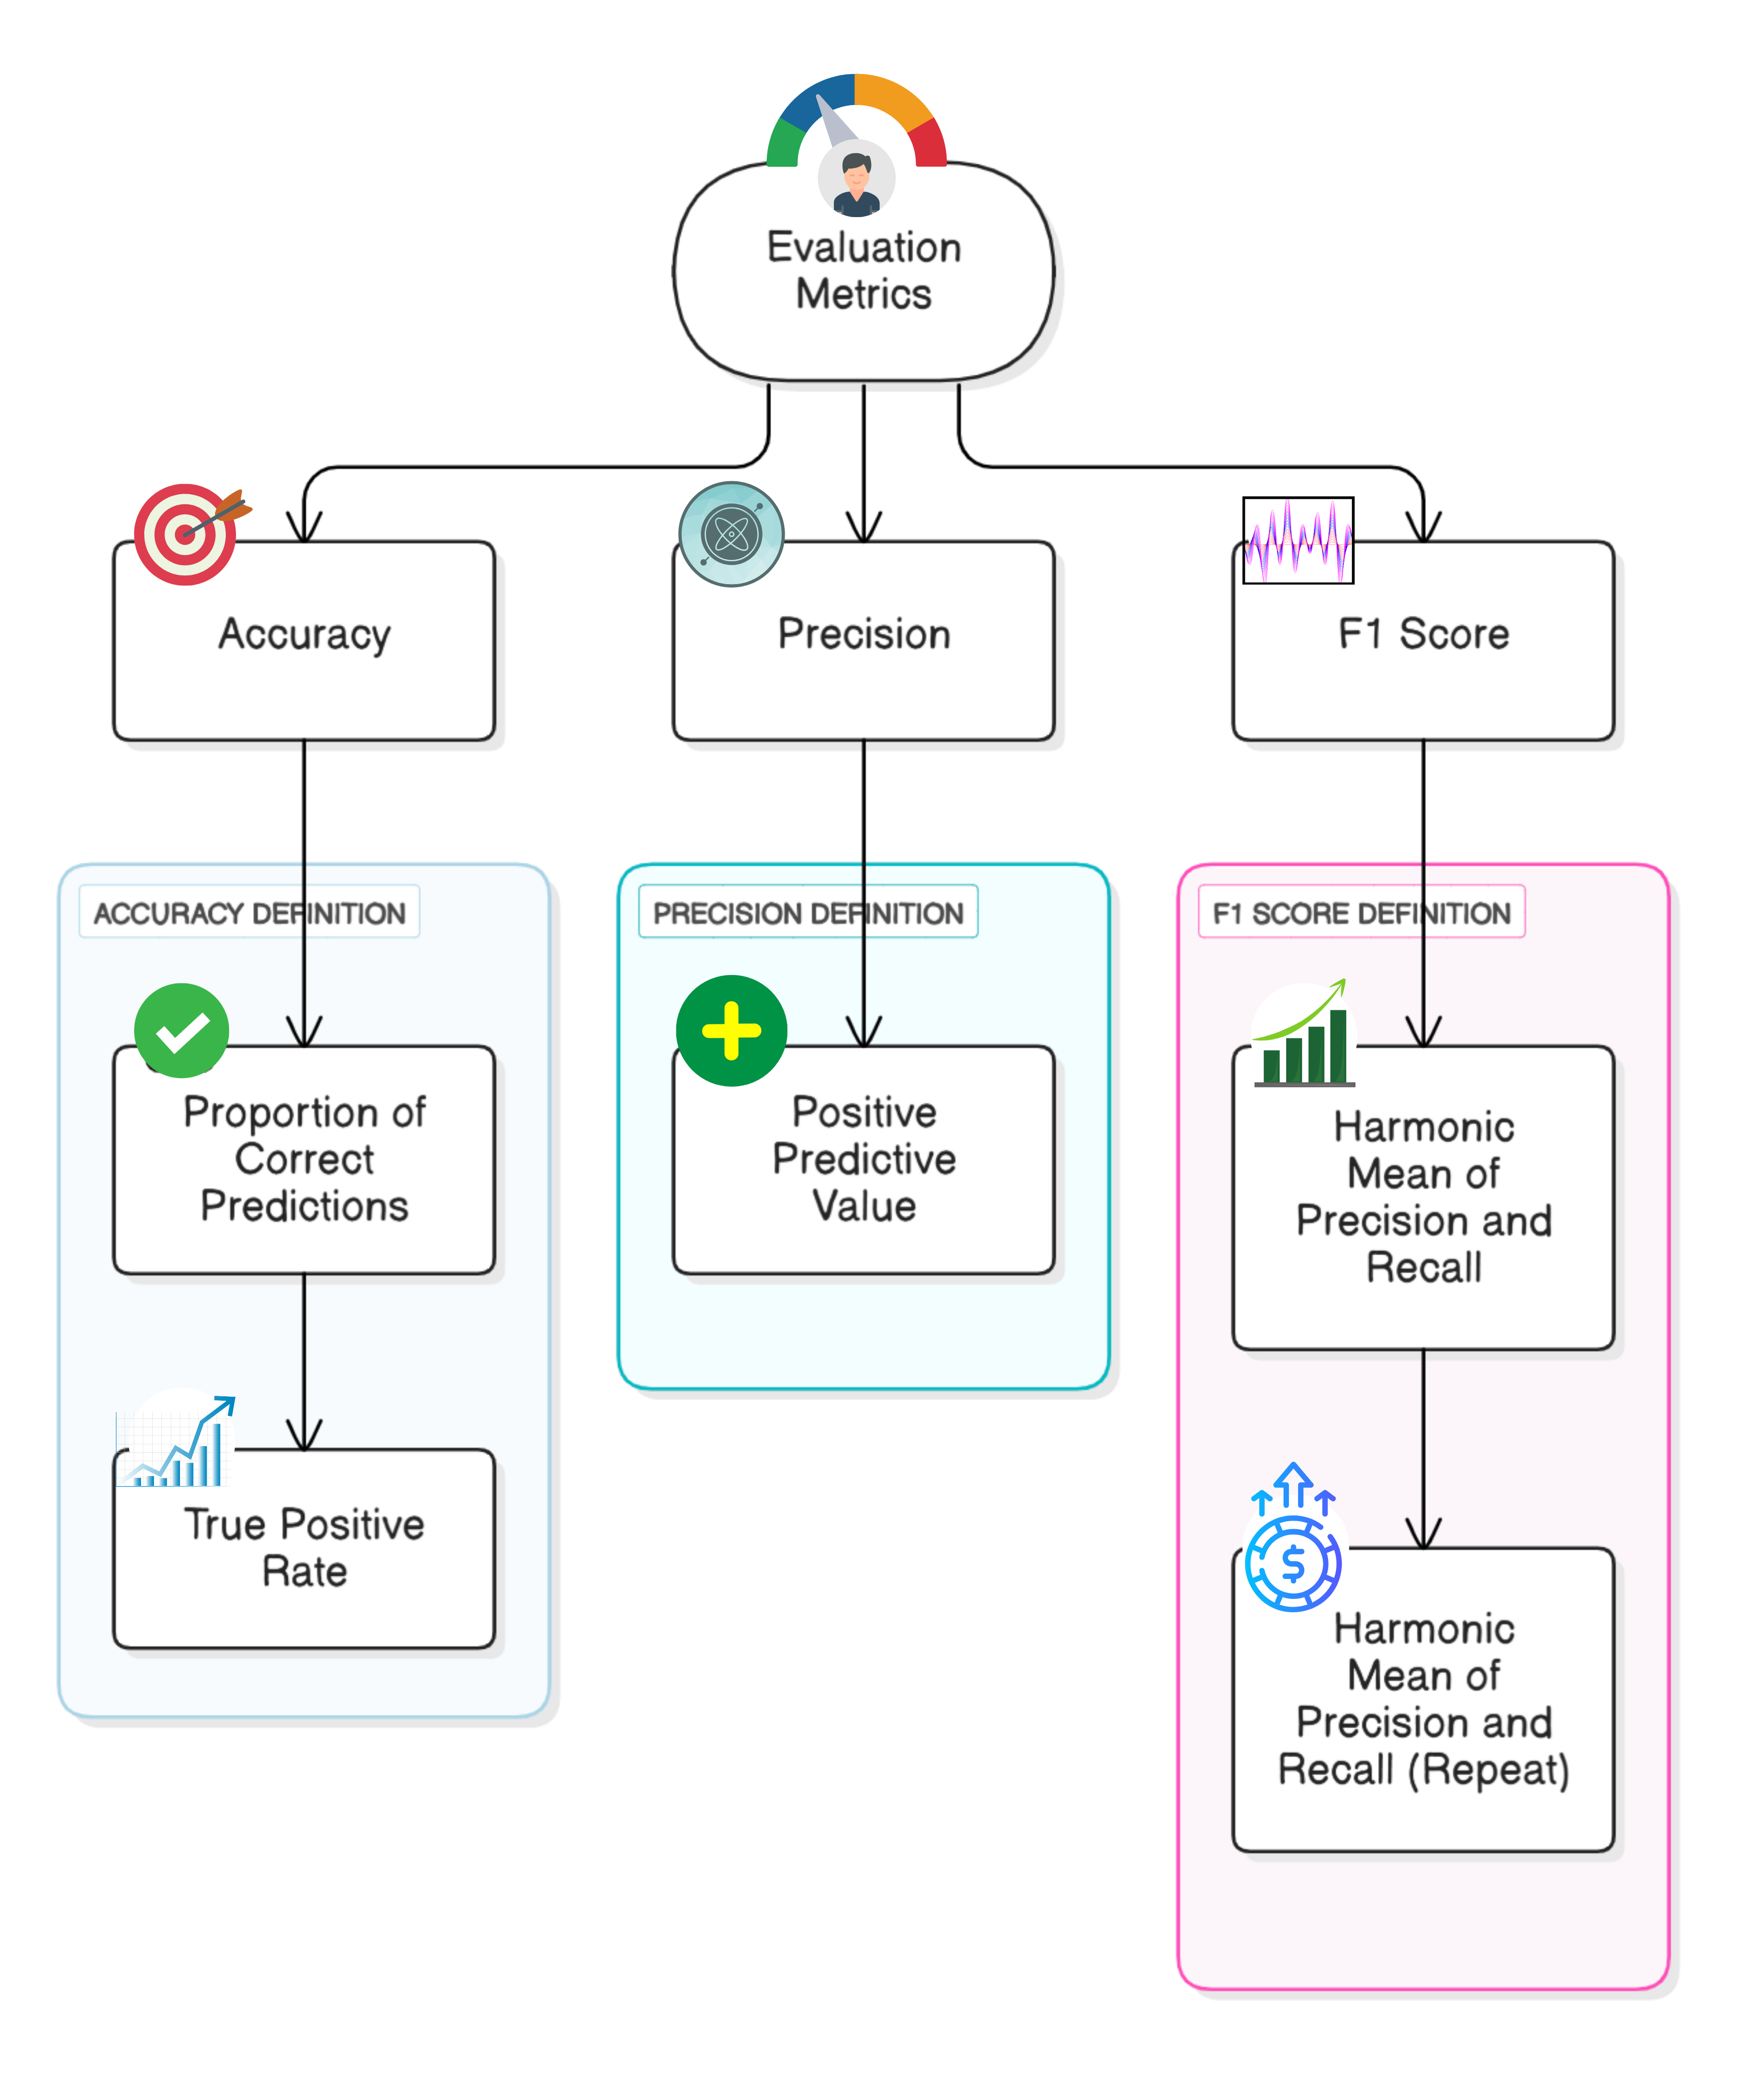 Evaluation
Metrics
Accuracy
Precision
F1 Score
ACCURACY DEFINITION
PRECISION DEFINITION
F1 SCORE DEFINITION
Proportion of
Correct
Predictions
Positive
Predictive
Value
Harmonic
Mean of
Precision and
Recall
True Positive
Rate
$
Harmonic
Mean of
Precision and
Recall (Repeat)